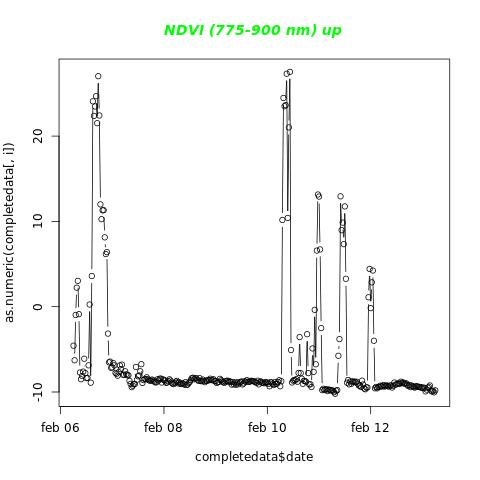 NDVI (775-900 nm) up
as.numeric(completedata[, i])
20
10
0
-10
feb 06
feb 08
feb 10
feb 12
completedata$date